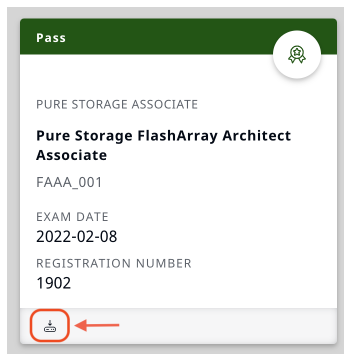 Pass
PURE STORAGE ASSOCIATE
Pure Storage FlashArray Architect
Associate
FAAA_001
EXAM DATE
2022-02-08
REGISTRATION NUMBER
1902